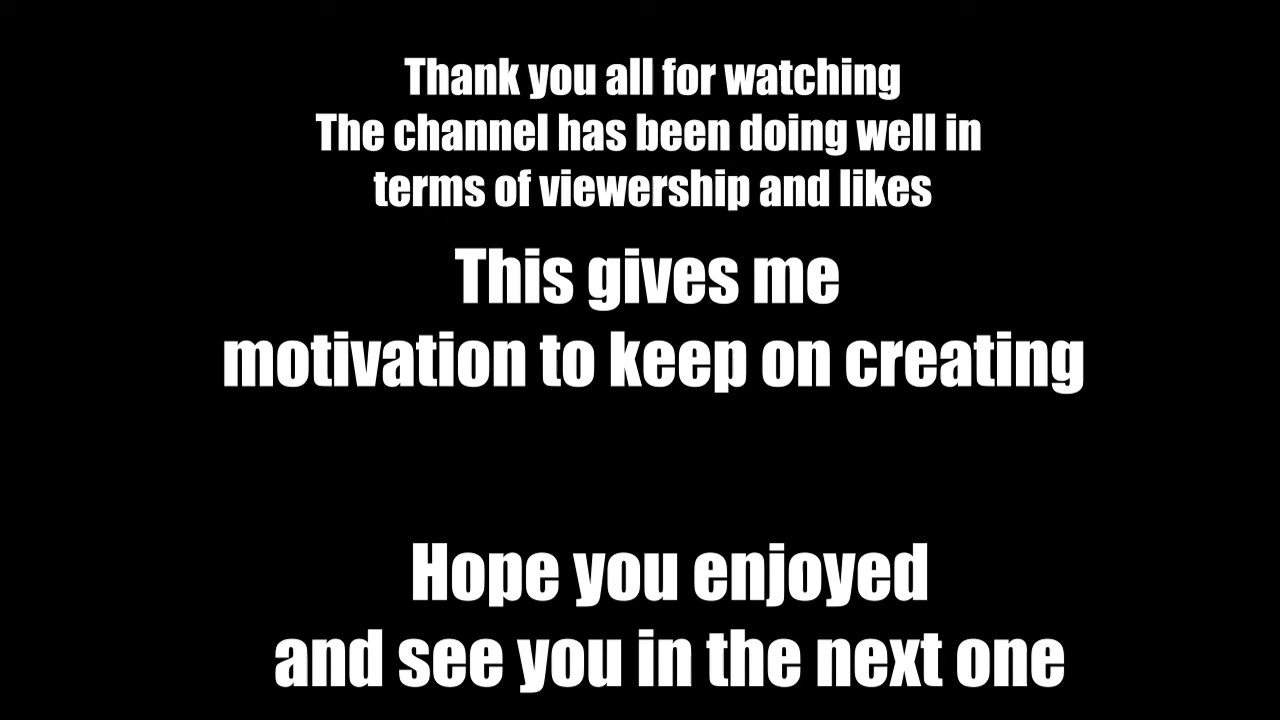 Thank you all for watching
The channel has been doing well in
terms of viewership and likes
This gives me
motivation to keep on creating
Hope you enjoyed
and see you in the next one